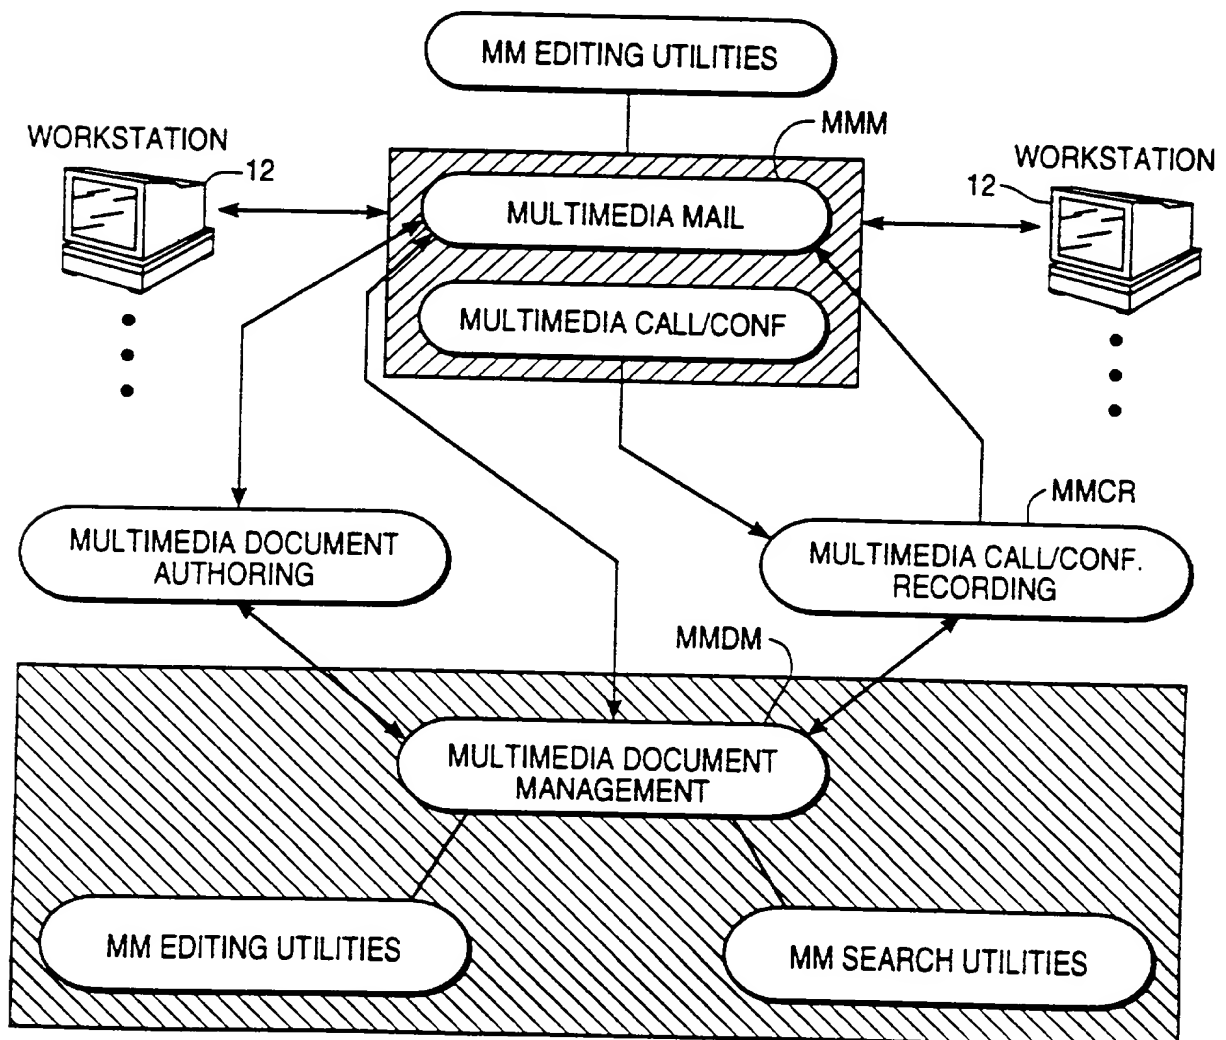 MM EDITING UTILITIES
MMM
WORKSTATION
12
WORKSTATION
12
MULTIMEDIA MAIL
MULTIMEDIA CALL/CONF
MMCR
MULTIMEDIA DOCUMENT
AUTHORING
MULTIMEDIA CALL/CONF.
RECORDING
MMDM
MULTIMEDIA DOCUMENT
MANAGEMENT
MM EDITING UTILITIES
MM SEARCH UTILITIES